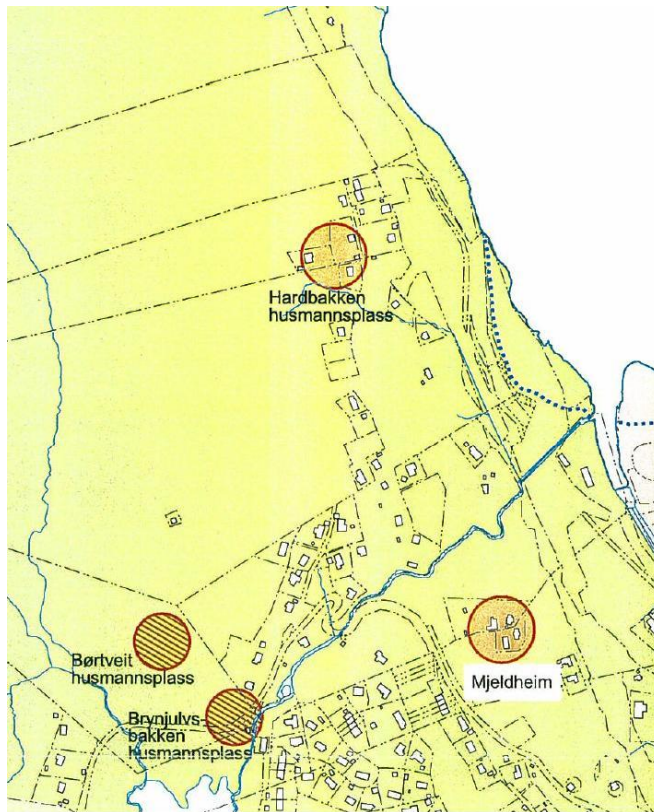 Hardbakken
husmannsplass
Børtveit
husmannsplass
Brynjulvs-
bakken
husmannsplass
Mjeldheim